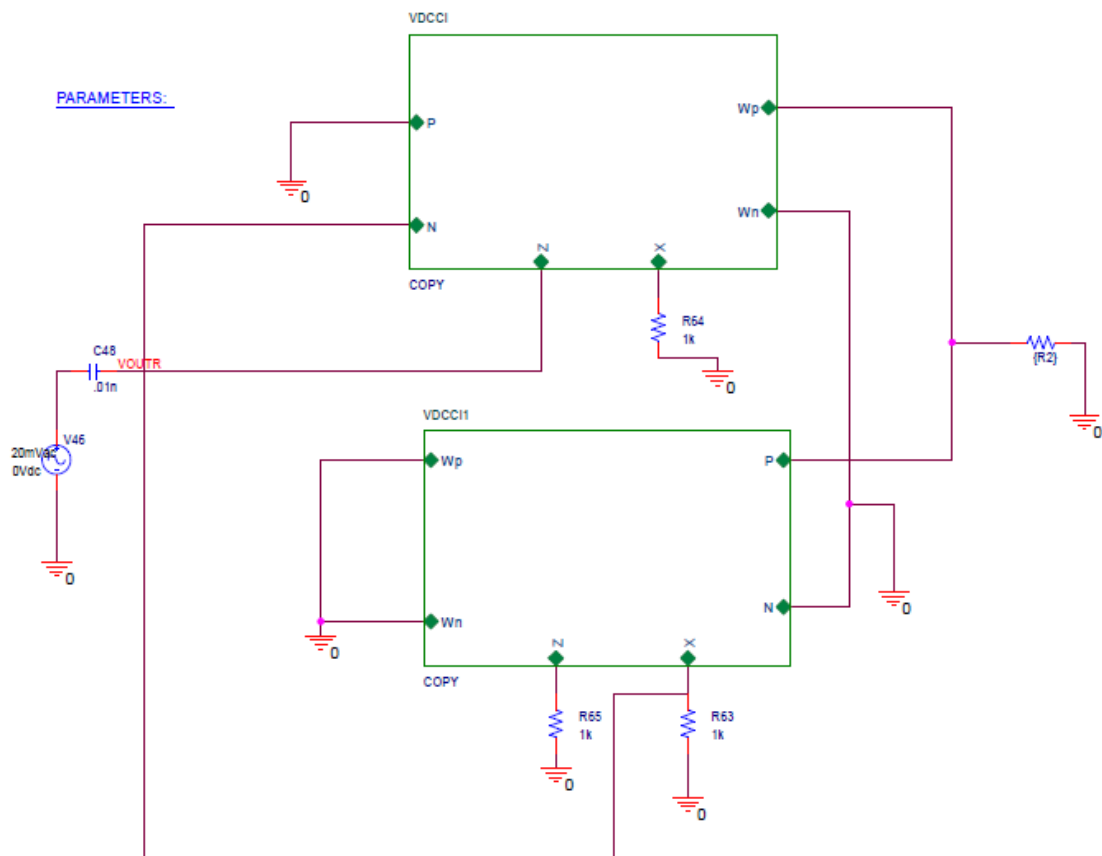 VDCCI
PARAMETERS:
P
Wp
0
N
Wn
Z
X
COPY
R64
1k
C48
VOUTR
.01n
0
{R2}
VDCCI1
0
V46
20mVac
0Vdc
Wp
P
0
0
N
Wn
0
Z
X
COPY
R65
1k
R63
1k
0
0